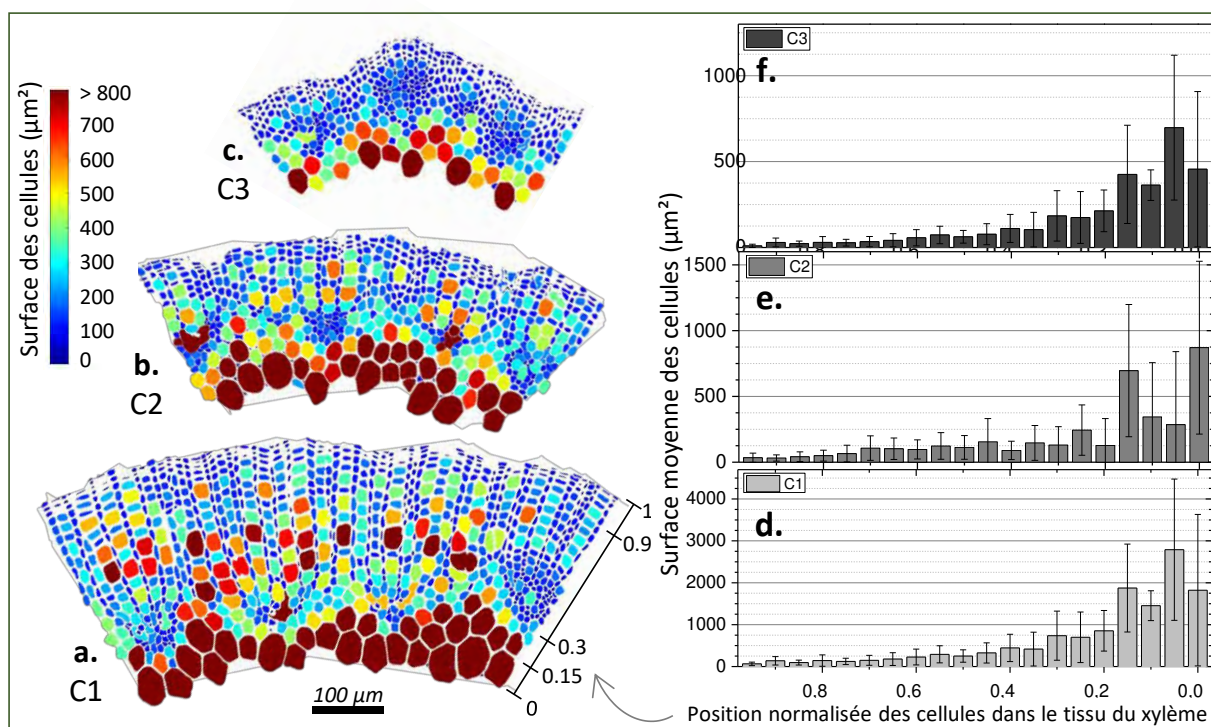 Surface des cellules (µm²)
> 800
700
600
500
400
300
200
100
0
c.
C3
b.
C2
a.
C1
100 µm
1
0.9
0.3
0.15
0
Surface moyenne des cellules (µm²)
C3
f.
1000
500
0
C2
e.
1500
1000
500
0
C1
d.
4000
3000
2000
1000
0
0.8
0.6
0.4
0.2
0.0
Position normalisée des cellules dans le tissu du xylème